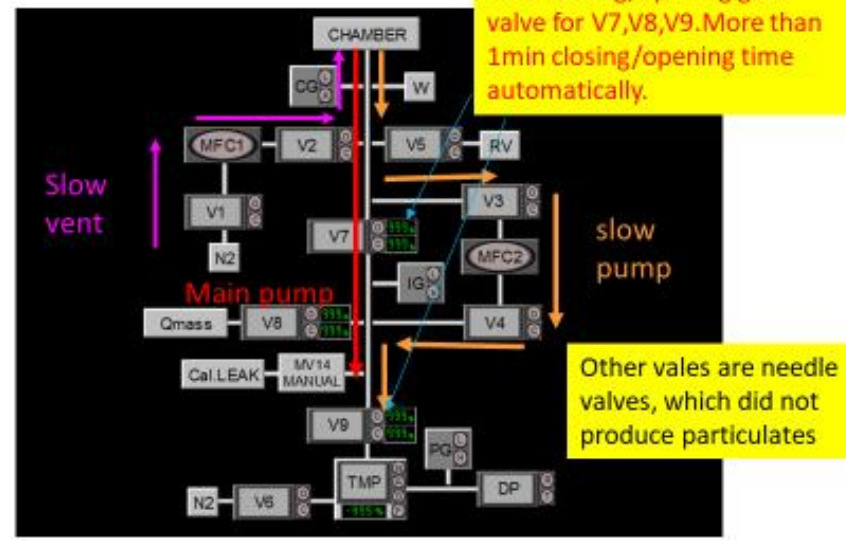 valve for V7,V8,V9.More than
1min closing/opening time
automatically.
CHAMBER
CG
W
MFC1
V2
V5
RV
Slow
vent
V1
V3
N2
V7
MFC2
slow
pump
IG
Main pump
Qmass
V8
V4
Cal.LEAK
MV14
MANUAL
Other vales are needle
valves, which did not
produce particulates
V9
PG
TMP
DP
N2
V6